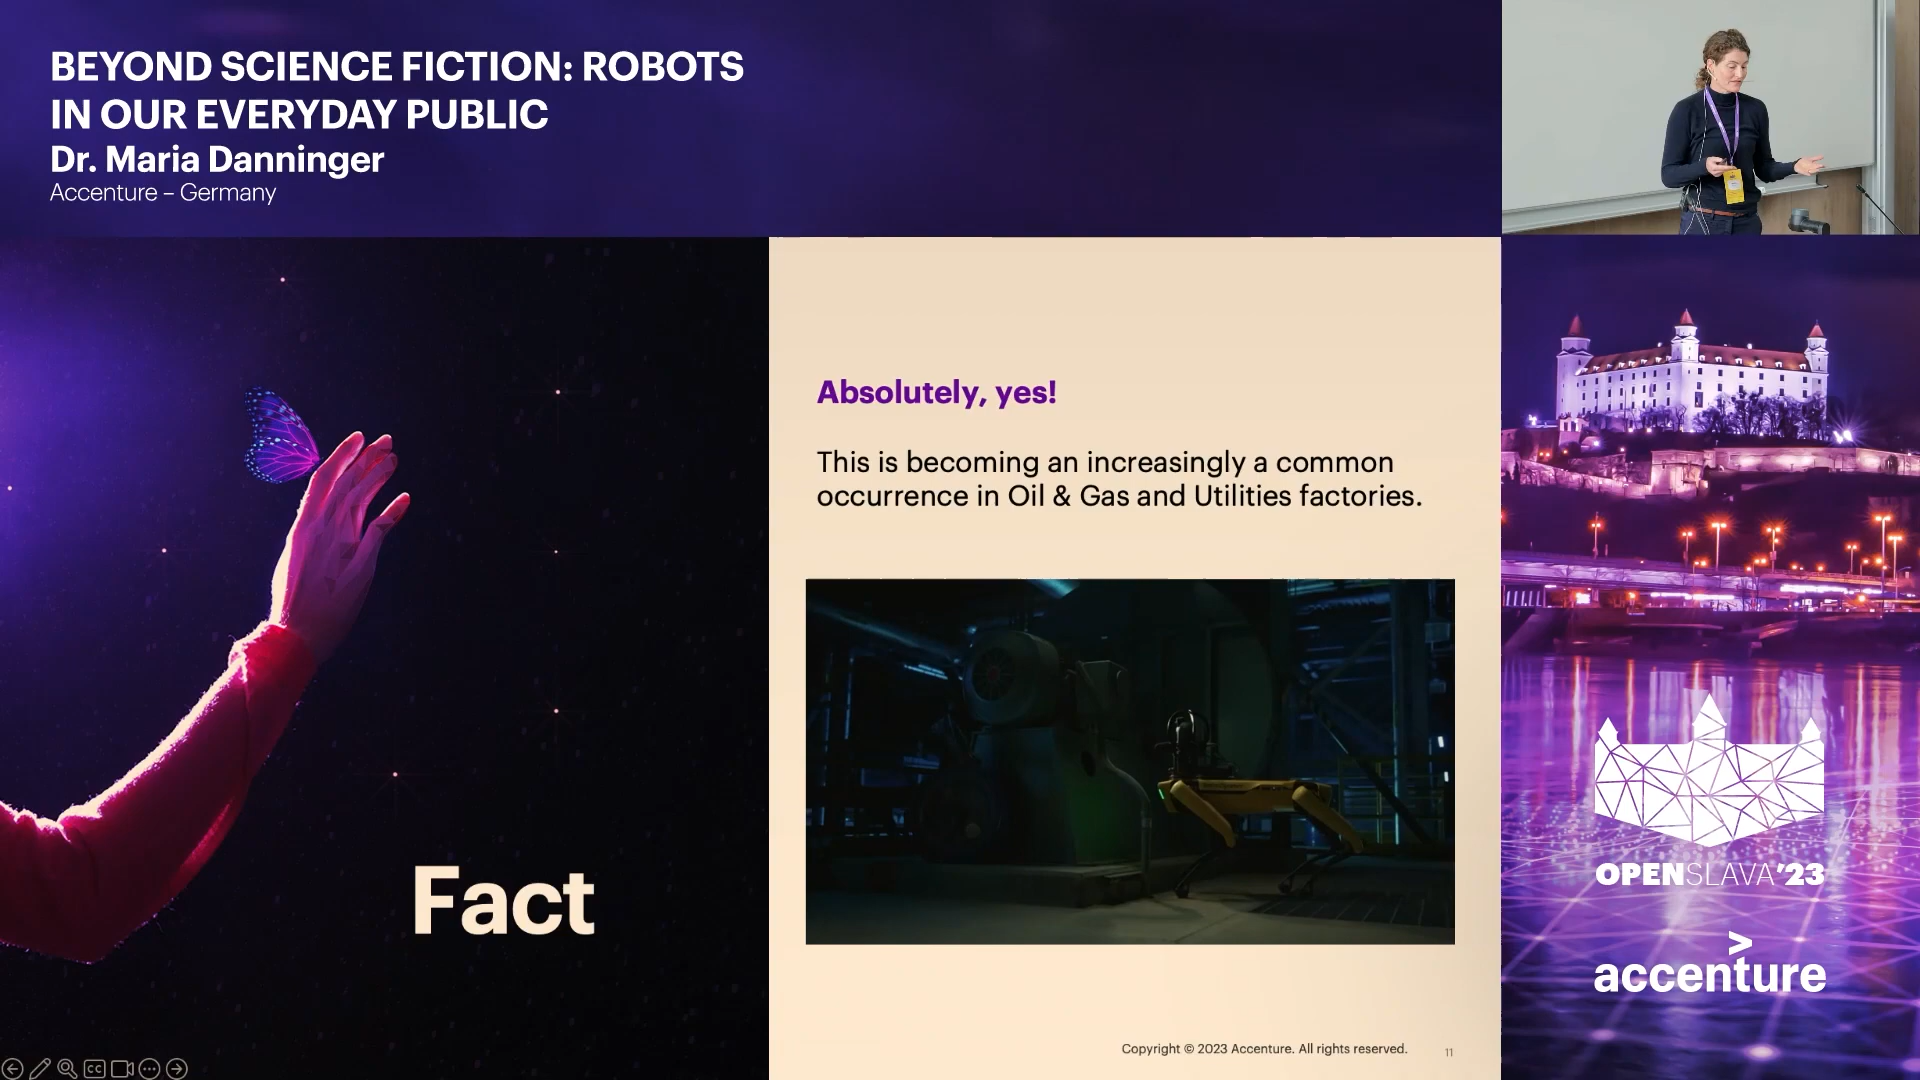 BEYOND SCIENCE FICTION: ROBOTS
IN OUR EVERYDAY PUBLIC
Dr. Maria Danninger
Accenture – Germany
Fact
Absolutely, yes!
This is becoming an increasingly a common
occurrence in Oil & Gas and Utilities factories.
Copyright © 2023 Accenture. All rights reserved.
11
OPENSLAVA'23
>
accenture
CC